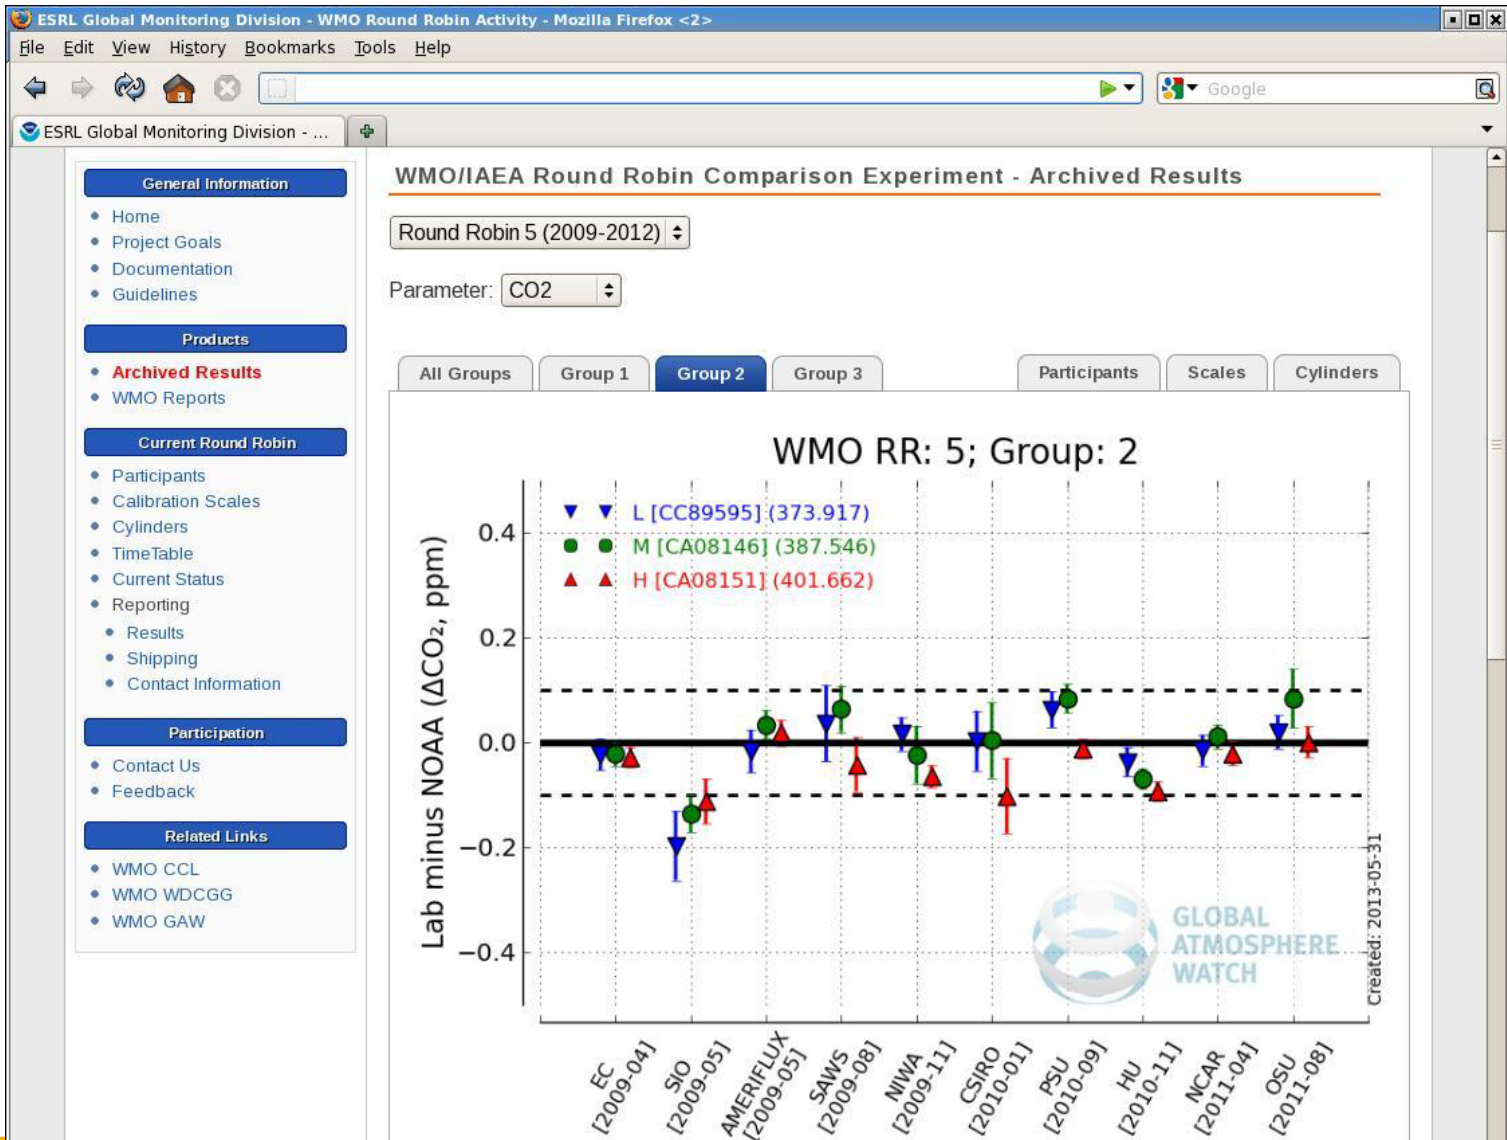 ESRL Global Monitoring Division - WMO Round Robin Activity - Mozilla Firefox <2>
File Edit View History Bookmarks Tools Help
Google
ESRL Global Monitoring Division - ...
General Information
Home
Project Goals
Documentation
Guidelines
Products
Archived Results
WMO Reports
Current Round Robin
Participants
Calibration Scales
Cylinders
TimeTable
Current Status
Reporting
Results
Shipping
Contact Information
Participation
Contact Us
Feedback
Related Links
WMO CCL
WMO WDCGG
WMO GAW
WMO/IAEA Round Robin Comparison Experiment - Archived Results
Round Robin 5 (2009-2012)
Parameter: CO2
All Groups Group 1 Group 2 Group 3 Participants Scales Cylinders
WMO RR: 5; Group: 2
L [CC89595] (373.917)
M [CA08146] (387.546)
H [CA08151] (401.662)
Lab minus NOAA (ΔCO₂, ppm)
0.4
0.2
0.0
−0.2
−0.4
GLOBAL
ATMOSPHERE
WATCH
Created: 2013-05-31
EC
[2009-04]
SIO
[2009-05]
AMERIFLUX
[2009-05]
SAWS
[2009-08]
NIWA
[2009-11]
CSIRO
[2010-01]
PSU
[2010-09]
HU
[2010-11]
NCAR
[2011-04]
OSU
[2011-08]